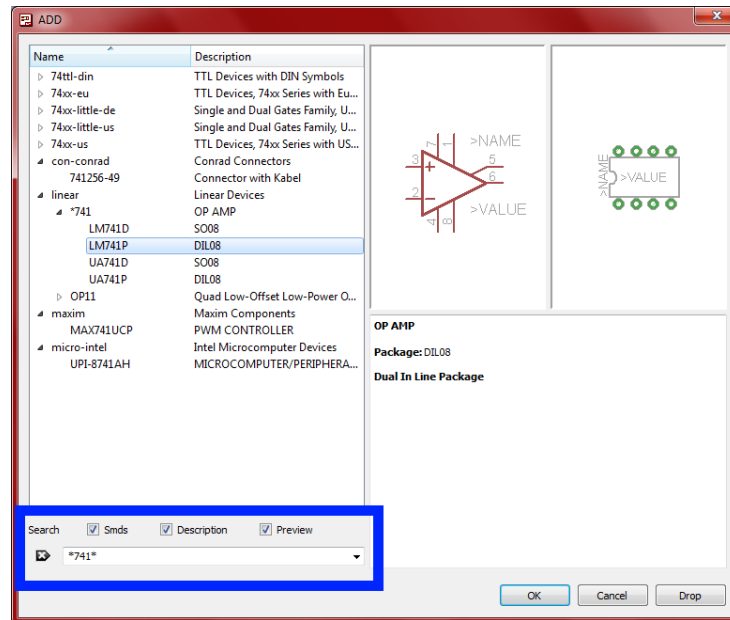 ADD
Name Description
74ttl-din TTL Devices with DIN Symbols
74xx-eu TTL Devices, 74xx Series with Eu...
74xx-little-de Single and Dual Gates Family, U...
74xx-little-us Single and Dual Gates Family, U...
74xx-us TTL Devices, 74xx Series with US...
con-conrad Conrad Connectors
741256-49 Connector with Kabel
linear Linear Devices
*741 OP AMP
LM741D SO08
LM741P DIL08
UA741D SO08
UA741P DIL08
OP11 Quad Low-Offset Low-Power O...
maxim Maxim Components
MAX741UCP PWM CONTROLLER
micro-intel Intel Microcomputer Devices
UPI-8741AH MICROCOMPUTER/PERIPHERA...
7 1 >NAME
3 5
6
2
4 8 >VALUE
>NAME
>VALUE
OP AMP
Package: DIL08
Dual In Line Package
Search Smds Description Preview
*741*
OK Cancel Drop